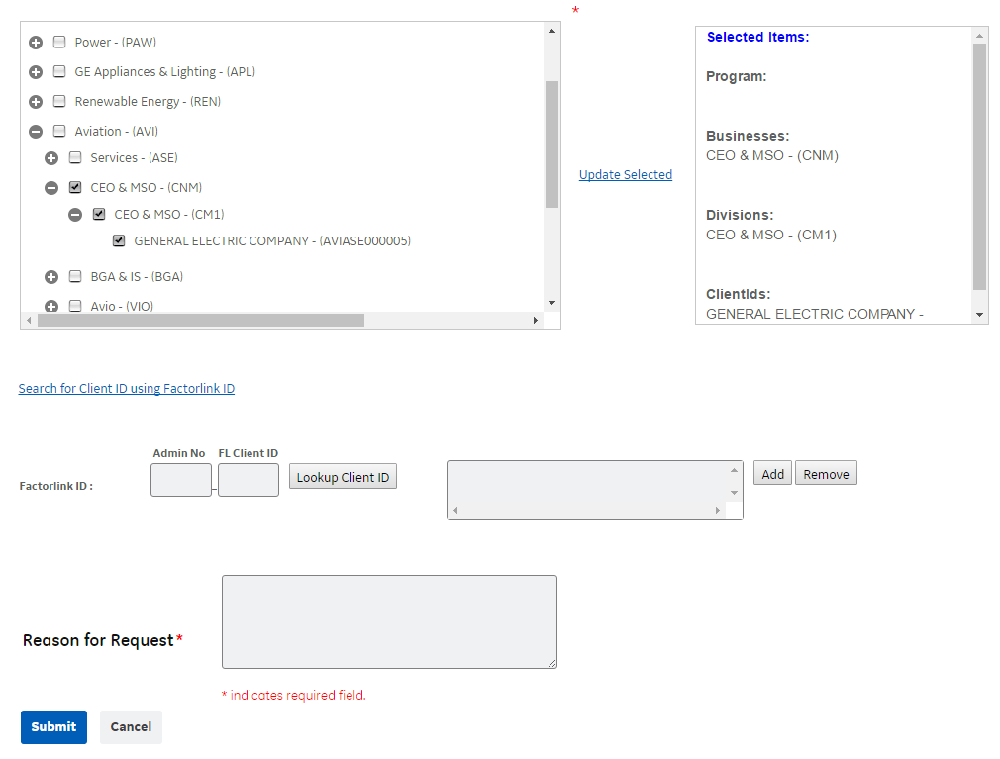 *
Power - (PAW)
GE Appliances & Lighting - (APL)
Renewable Energy - (REN)
Aviation - (AVI)
Services - (ASE)
CEO & MSO - (CNM)
CEO & MSO - (CM1)
GENERAL ELECTRIC COMPANY - (AVIASE000005)
BGA & IS - (BGA)
Avio - (VIO)
Update Selected
Selected Items:
Program:
Businesses:
CEO & MSO - (CNM)
Divisions:
CEO & MSO - (CM1)
ClientIds:
GENERAL ELECTRIC COMPANY -
Search for Client ID using Factorlink ID
Admin No FL Client ID
Factorlink ID : _ Lookup Client ID Add Remove
Reason for Request*
* indicates required field.
Submit Cancel